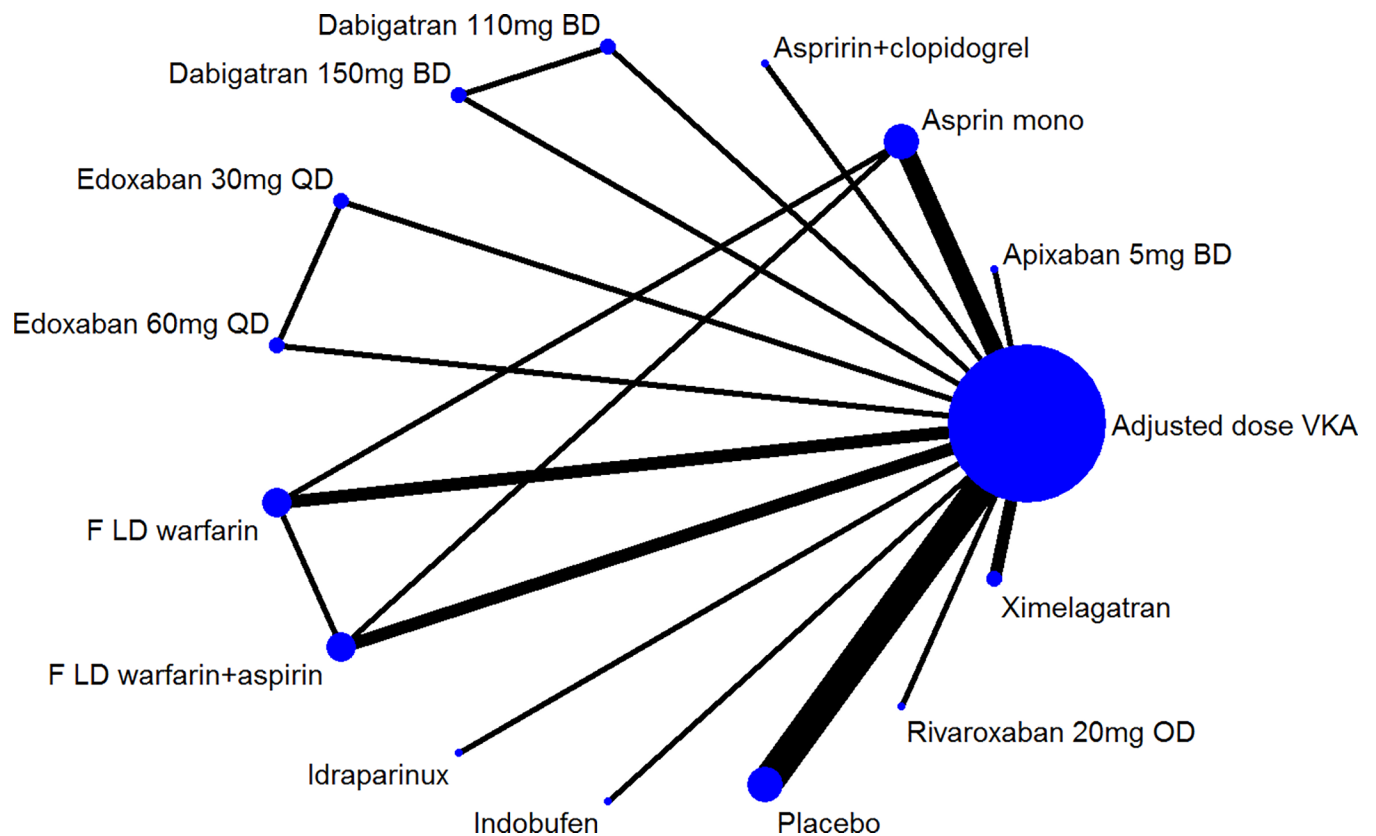 Dabigatran 110mg BD
Aspririn+clopidogrel
Dabigatran 150mg BD
Asprin mono
Edoxaban 30mg QD
Apixaban 5mg BD
Edoxaban 60mg QD
Adjusted dose VKA
F LD warfarin
Ximelagatran
F LD warfarin+aspirin
Rivaroxaban 20mg OD
Idraparinux
Indobufen
Placebo